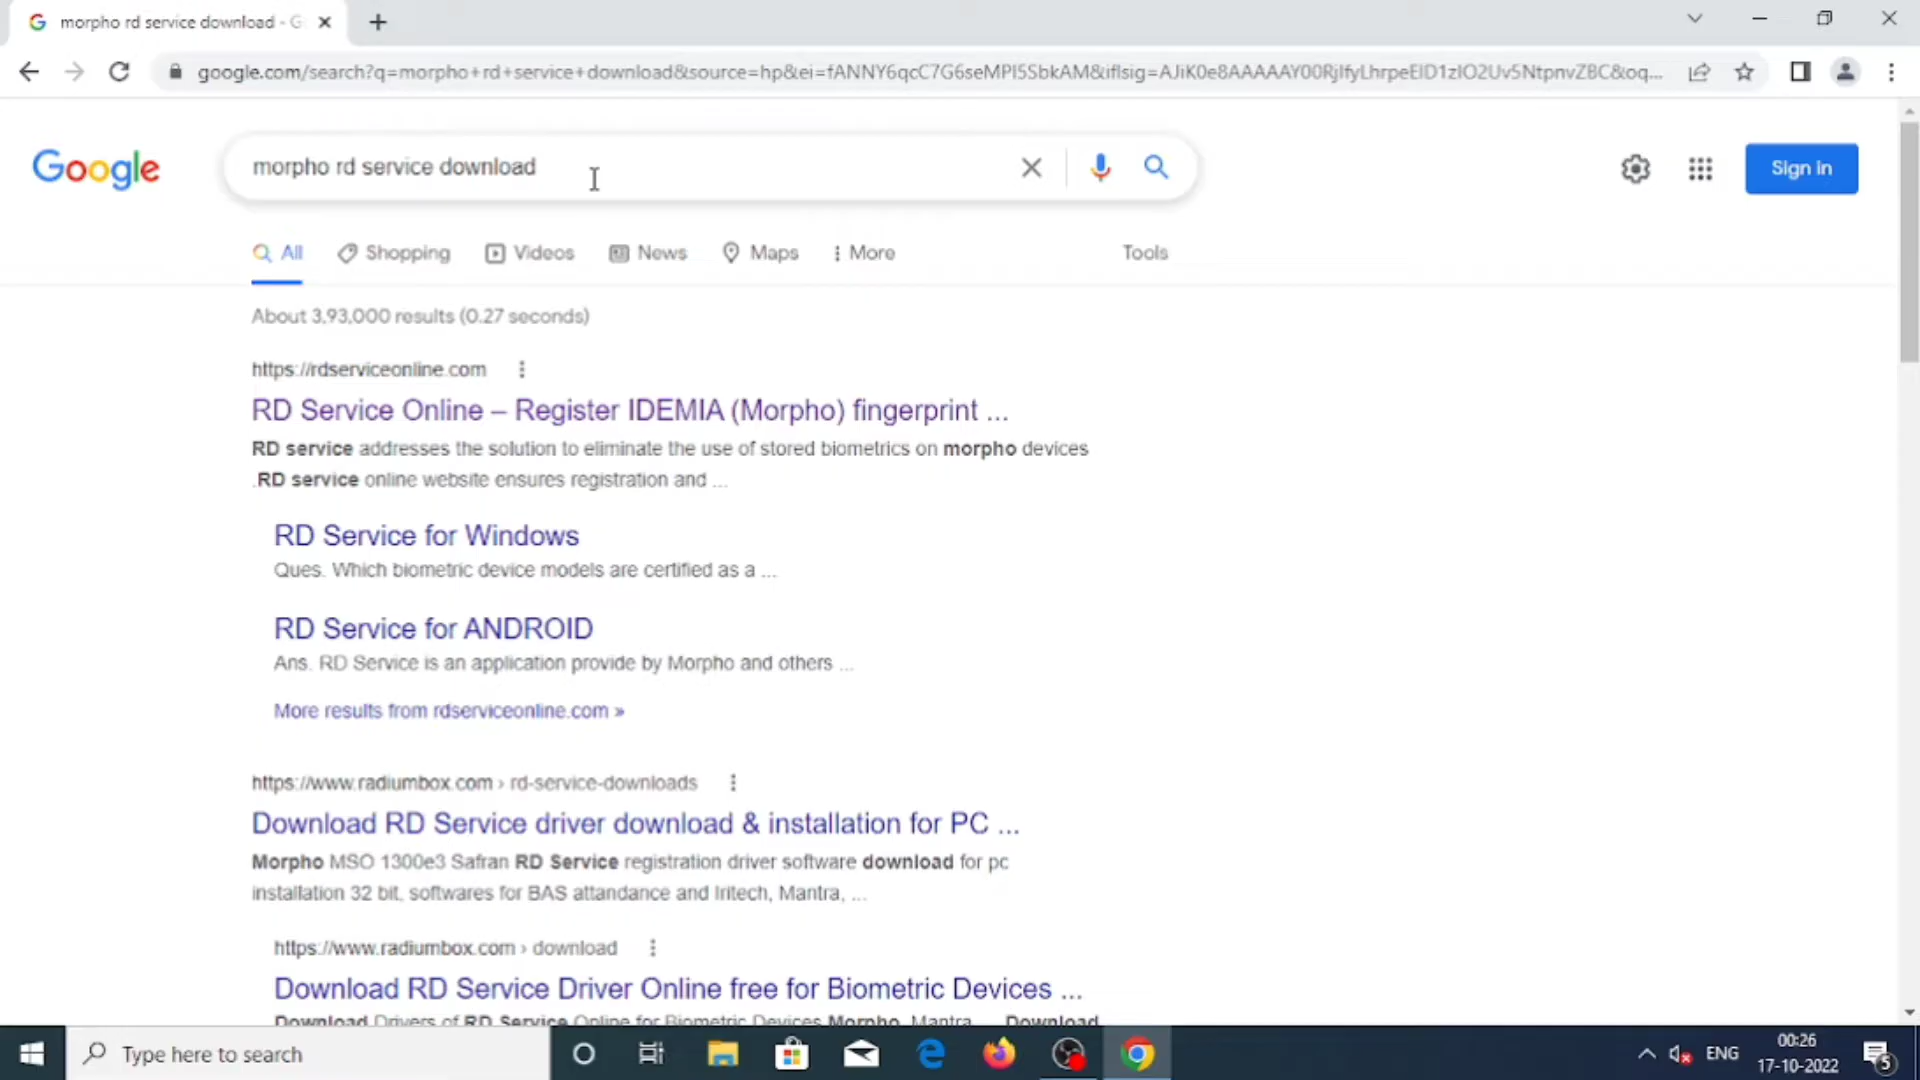 morpho rd service download - G
google.com/search?q=morpho+rd+service+download&source=hp&ei=fANNY6qcC7G6seMPI5SbkAM&iflsig=AJiK0e8AAAAAY00RjlfyLhrpeElD1zIO2Uv5NtpnvZBC&oq...
Google
morpho rd service download
Sign in
All Shopping Videos News Maps More Tools
About 3,93,000 results (0.27 seconds)
https://rdserviceonline.com
RD Service Online – Register IDEMIA (Morpho) fingerprint ...
RD service addresses the solution to eliminate the use of stored biometrics on morpho devices
.RD service online website ensures registration and ...
RD Service for Windows
Ques. Which biometric device models are certified as a ...
RD Service for ANDROID
Ans. RD Service is an application provide by Morpho and others ...
More results from rdserviceonline.com »
https://www.radiumbox.com › rd-service-downloads
Download RD Service driver download & installation for PC ...
Morpho MSO 1300e3 Safran RD Service registration driver software download for pc
installation 32 bit, softwares for BAS attandance and Iritech, Mantra, ...
https://www.radiumbox.com › download
Download RD Service Driver Online free for Biometric Devices ...
Download Drivers of RD Service Online for Biometric Devices Morpho, Mantra ... Download
Type here to search
ENG
00:26
17-10-2022
5